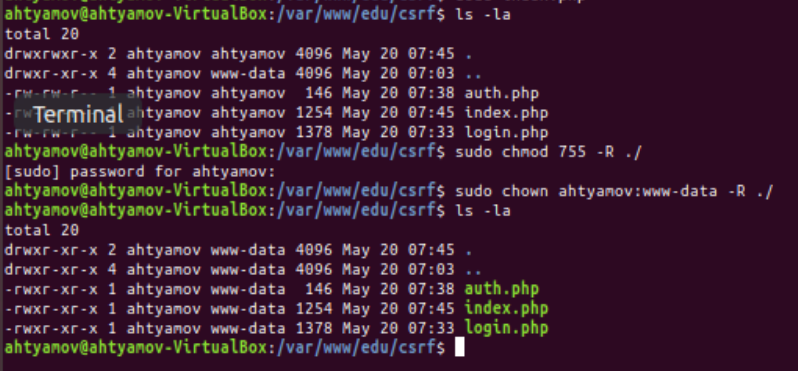 ahtyamov@ahtyamov-VirtualBox:/var/www/edu/csrf$ ls -la
total 20
drwxrwxr-x 2 ahtyamov ahtyamov 4096 May 20 07:45 .
drwxr-xr-x 4 ahtyamov www-data 4096 May 20 07:03 ..
-rw-rw-r-- 1 ahtyamov ahtyamov  146 May 20 07:38 auth.php
Terminal
1 ahtyamov ahtyamov 1254 May 20 07:45 index.php
1 ahtyamov ahtyamov 1378 May 20 07:33 login.php
ahtyamov@ahtyamov-VirtualBox:/var/www/edu/csrf$ sudo chmod 755 -R ./
[sudo] password for ahtyamov:
ahtyamov@ahtyamov-VirtualBox:/var/www/edu/csrf$ sudo chown ahtyamov:www-data -R ./
ahtyamov@ahtyamov-VirtualBox:/var/www/edu/csrf$ ls -la
total 20
drwxr-xr-x 2 ahtyamov www-data 4096 May 20 07:45 .
drwxr-xr-x 4 ahtyamov www-data 4096 May 20 07:03 ..
-rwxr-xr-x 1 ahtyamov www-data  146 May 20 07:38 auth.php
-rwxr-xr-x 1 ahtyamov www-data 1254 May 20 07:45 index.php
-rwxr-xr-x 1 ahtyamov www-data 1378 May 20 07:33 login.php
ahtyamov@ahtyamov-VirtualBox:/var/www/edu/csrf$